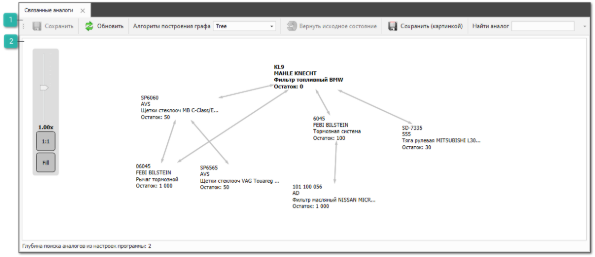 Связанные аналоги
1
Сохранить
Обновить
Алгоритм построения графа
Tree
Вернуть исходное состояние
Сохранить (картинкой)
Найти аналог
2
KL9
MAHLE KNECHT
Фильтр топливный BMW
Остаток: 0
SP6060
AVS
Щетки стеклооч MB C-Class/E...
Остаток: 50
6045
FEBI BILSTEIN
Тормозная система
Остаток: 100
SD-7335
555
Тяга рулевая MITSUBISHI L30...
Остаток: 30
1.00x
1:1
Fill
06045
FEBI BILSTEIN
Рычаг тормозной
Остаток: 1 000
SP6565
AVS
Щетки стеклооч VAG Touareg ...
Остаток: 50
101 100 056
AD
Фильтр масляный NISSAN MICR...
Остаток: 1 000
Глубина поиска аналогов из настроек программы: 2